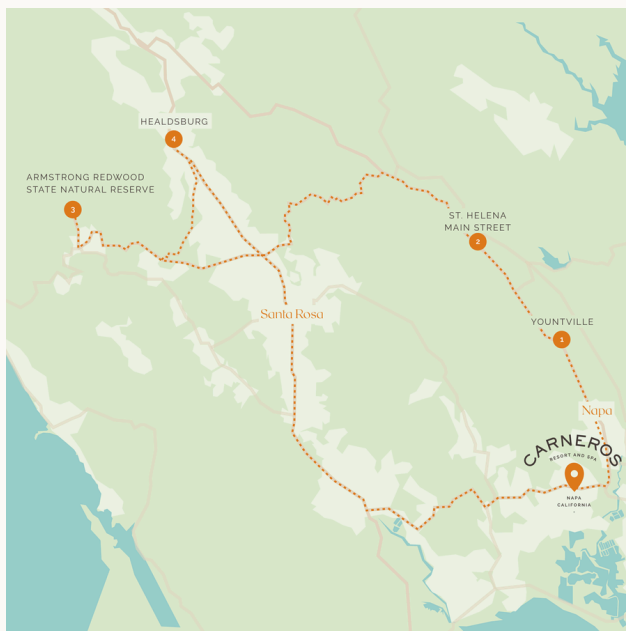 HEALDSBURG
4
ARMSTRONG REDWOOD
STATE NATURAL RESERVE
3
ST. HELENA
MAIN STREET
2
Santa Rosa
YOUNTVILLE
1
Napa
CARNEROS
RESORT AND SPA
NAPA
CALIFORNIA